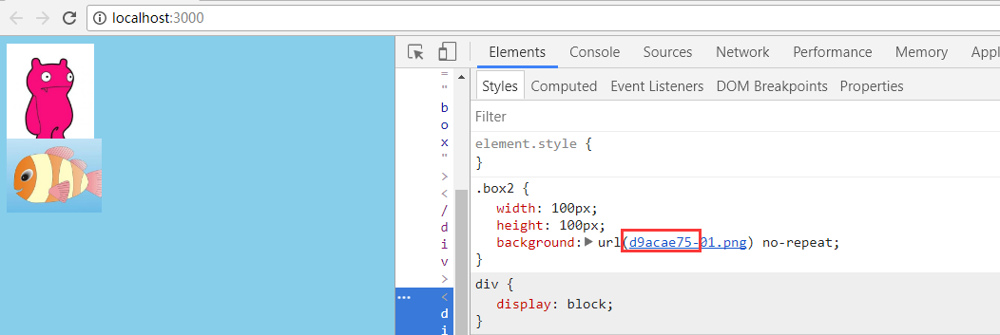 localhost:3000
Elements Console Sources Network Performance Memory Appl
Styles Computed Event Listeners DOM Breakpoints Properties
=
"
b
o
x
"
>
<
/
d
i
v
>
<
d
i
Filter
element.style {
}
.box2 {
width: 100px;
height: 100px;
background: url(d9acae75-01.png) no-repeat;
}
div {
display: block;
}